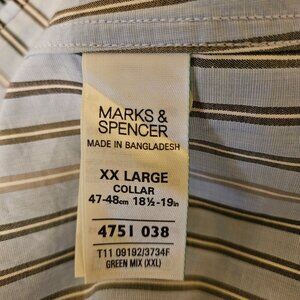 MARKS &
SPENCER
MADE IN BANGLADESH
XX LARGE
COLLAR
47-48cm 18½-19in
4751 038
T11 09192/3734F
GREEN MIX (XXL)